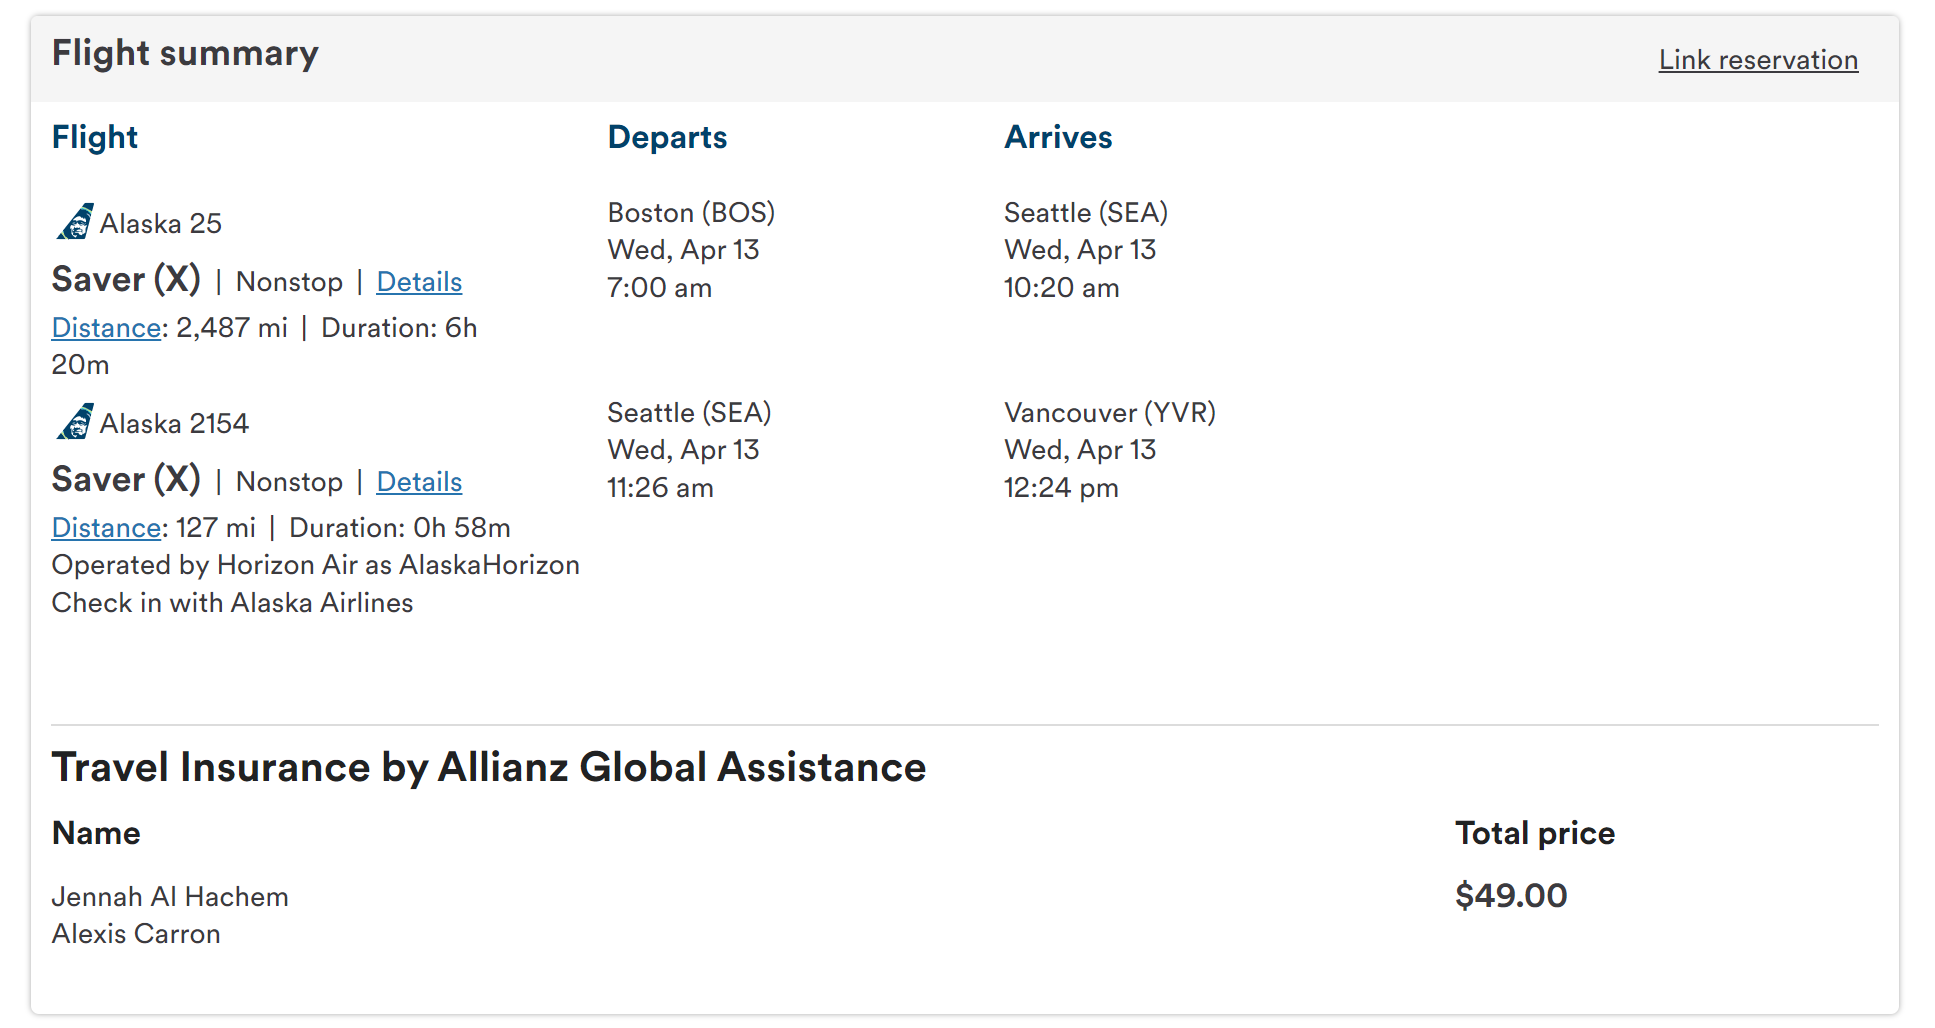 Flight summary
Link reservation
Flight
Departs
Arrives
Alaska 25
Saver (X) | Nonstop | Details
Distance: 2,487 mi | Duration: 6h
20m
Boston (BOS)
Wed, Apr 13
7:00 am
Seattle (SEA)
Wed, Apr 13
10:20 am
Alaska 2154
Saver (X) | Nonstop | Details
Distance: 127 mi | Duration: 0h 58m
Operated by Horizon Air as AlaskaHorizon
Check in with Alaska Airlines
Seattle (SEA)
Wed, Apr 13
11:26 am
Vancouver (YVR)
Wed, Apr 13
12:24 pm
Travel Insurance by Allianz Global Assistance
Name
Total price
Jennah Al Hachem
Alexis Carron
$49.00